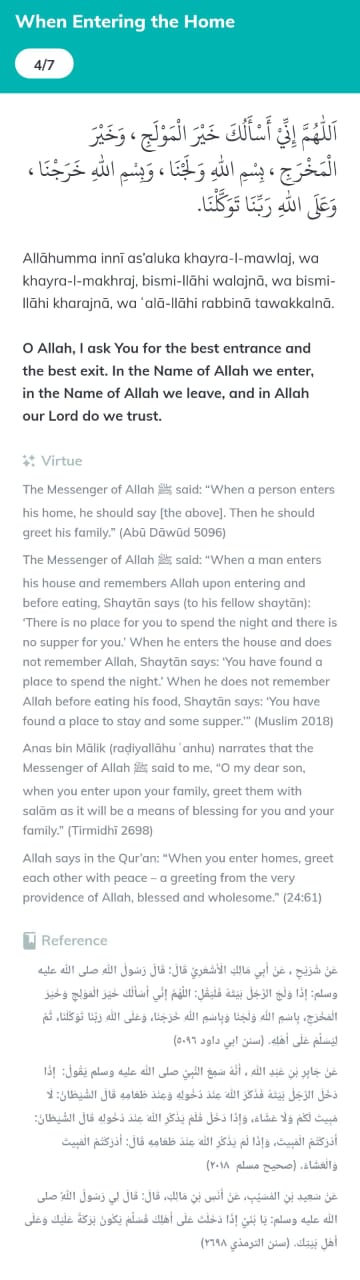 When Entering the Home
4/7
اَللّٰهُمَّ إِنِّيْ أَسْأَلُكَ خَيْرَ الْمَوْلَجِ ، وَخَيْرَ
الْمَخْرَجِ ، بِسْمِ اللهِ وَلَجْنَا ، وَبِسْمِ اللهِ خَرَجْنَا ،
وَعَلَى اللهِ رَبِّنَا تَوَكَّلْنَا.
Allāhumma innī as’aluka khayra-l-mawlaj, wa
khayra-l-makhraj, bismi-llāhi walajnā, wa bismi-
llāhi kharajnā, wa ʿalā-llāhi rabbinā tawakkalnā.
O Allah, I ask You for the best entrance and
the best exit. In the Name of Allah we enter,
in the Name of Allah we leave, and in Allah
our Lord do we trust.
Virtue
The Messenger of Allah ﷺ said: “When a person enters
his home, he should say [the above]. Then he should
greet his family.” (Abū Dāwūd 5096)
The Messenger of Allah ﷺ said: “When a man enters
his house and remembers Allah upon entering and
before eating, Shayṭān says (to his fellow shayṭān):
‘There is no place for you to spend the night and there is
no supper for you.’ When he enters the house and does
not remember Allah, Shayṭān says: ‘You have found a
place to spend the night.’ When he does not remember
Allah before eating his food, Shayṭān says: ‘You have
found a place to stay and some supper.’” (Muslim 2018)
Anas bin Mālik (raḍiyallāhu ʿanhu) narrates that the
Messenger of Allah ﷺ said to me, “O my dear son,
when you enter upon your family, greet them with
salām as it will be a means of blessing for you and your
family.” (Tirmidhī 2698)
Allah says in the Qur’an: “When you enter homes, greet
each other with peace – a greeting from the very
providence of Allah, blessed and wholesome.” (24:61)
Reference
عَنْ شُرَيْحٍ ، عَنْ أَبِي مَالِكٍ الْأَشْعَرِيِّ قَالَ: قَالَ رَسُولُ اللهِ صلى الله عليه
وسلم: إِذَا وَلَجَ الرَّجُلُ بَيْتَهُ فَلْيَقُلْ: اللَّهُمَّ إِنِّي أَسْأَلُكَ خَيْرَ الْمَوْلِجِ وَخَيْرَ
الْمَخْرَجِ، بِاسْمِ اللهِ وَلَجْنَا وَبِاسْمِ اللهِ خَرَجْنَا، وَعَلَى اللهِ رَبِّنَا تَوَكَّلْنَا، ثُمَّ
لِيُسَلِّمْ عَلَى أَهْلِهِ. (سنن ابي داود ٥٠٩٦)
عَنْ جَابِرِ بْنِ عَبْدِ اللهِ ، أَنَّهُ سَمِعَ النَّبِيَّ صلى الله عليه وسلم يَقُولُ: إِذَا
دَخَلَ الرَّجُلُ بَيْتَهُ فَذَكَرَ اللهَ عِنْدَ دُخُولِهِ وَعِنْدَ طَعَامِهِ قَالَ الشَّيْطَانُ: لَا
مَبِيتَ لَكُمْ وَلَا عَشَاءَ، وَإِذَا دَخَلَ فَلَمْ يَذْكُرِ اللهَ عِنْدَ دُخُولِهِ قَالَ الشَّيْطَانُ:
أَدْرَكْتُمُ الْمَبِيتَ، وَإِذَا لَمْ يَذْكُرِ اللهَ عِنْدَ طَعَامِهِ قَالَ: أَدْرَكْتُمُ الْمَبِيتَ
وَالْعَشَاءَ. (صحيح مسلم ٢٠١٨)
عَنْ سَعِيدِ بْنِ الْمُسَيِّبِ، عَنْ أَنَسِ بْنِ مَالِكٍ، قَالَ: قَالَ لِي رَسُولُ اللهِ صلى
الله عليه وسلم: يَا بُنَيَّ إِذَا دَخَلْتَ عَلَى أَهْلِكَ فَسَلِّمْ يَكُونُ بَرَكَةً عَلَيْكَ وَعَلَى
أَهْلِ بَيْتِكَ. (سنن الترمذي ٢٦٩٨)